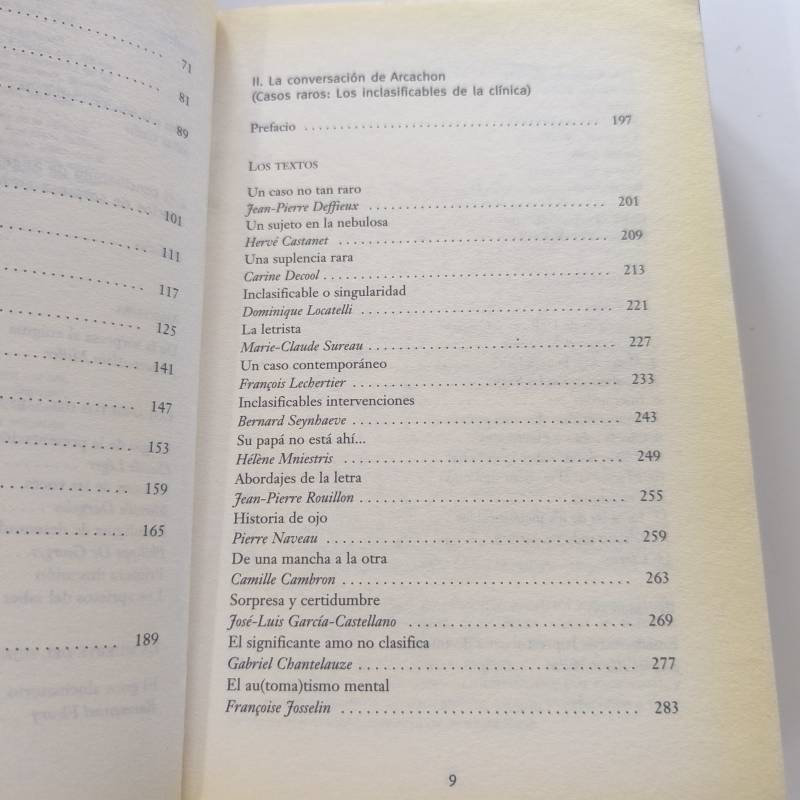 71
81
89
101
111
117
125
141
147
153
159
165
189
II. La conversación de Arcachon
(Casos raros: Los inclasificables de la clínica)
Prefacio . . . . . . . . . . . . . . . . . . . . . . . . . . . . . . . . . . . . . . . 197
LOS TEXTOS
Un caso no tan raro
Jean-Pierre Deffieux . . . . . . . . . . . . . . . . . . . . . . . . . . . . . . . 201
Un sujeto en la nebulosa
Hervé Castanet . . . . . . . . . . . . . . . . . . . . . . . . . . . . . . . . . . . 209
Una suplencia rara
Carine Decool . . . . . . . . . . . . . . . . . . . . . . . . . . . . . . . . . . . . 213
Inclasificable o singularidad
Dominique Locatelli . . . . . . . . . . . . . . . . . . . . . . . . . . . . . . . . 221
La letrista
Marie-Claude Sureau . . . . . . . . . . . . . . . . . . . . . . . . . . . . . . . 227
Un caso contemporáneo
François Lechertier . . . . . . . . . . . . . . . . . . . . . . . . . . . . . . . . . 233
Inclasificables intervenciones
Bernard Seynhaeve . . . . . . . . . . . . . . . . . . . . . . . . . . . . . . . . . 243
Su papá no está ahí...
Hélène Mniestris . . . . . . . . . . . . . . . . . . . . . . . . . . . . . . . . . . 249
Abordajes de la letra
Jean-Pierre Rouillon . . . . . . . . . . . . . . . . . . . . . . . . . . . . . . . . 255
Historia de ojo
Pierre Naveau . . . . . . . . . . . . . . . . . . . . . . . . . . . . . . . . . . . . 259
De una mancha a la otra
Camille Cambron . . . . . . . . . . . . . . . . . . . . . . . . . . . . . . . . . . 263
Sorpresa y certidumbre
José-Luis García-Castellano . . . . . . . . . . . . . . . . . . . . . . . . . . 269
El significante amo no clasifica
Gabriel Chantelauze . . . . . . . . . . . . . . . . . . . . . . . . . . . . . . . . 277
El au(toma)tismo mental
Françoise Josselin . . . . . . . . . . . . . . . . . . . . . . . . . . . . . . . . . . 283
9